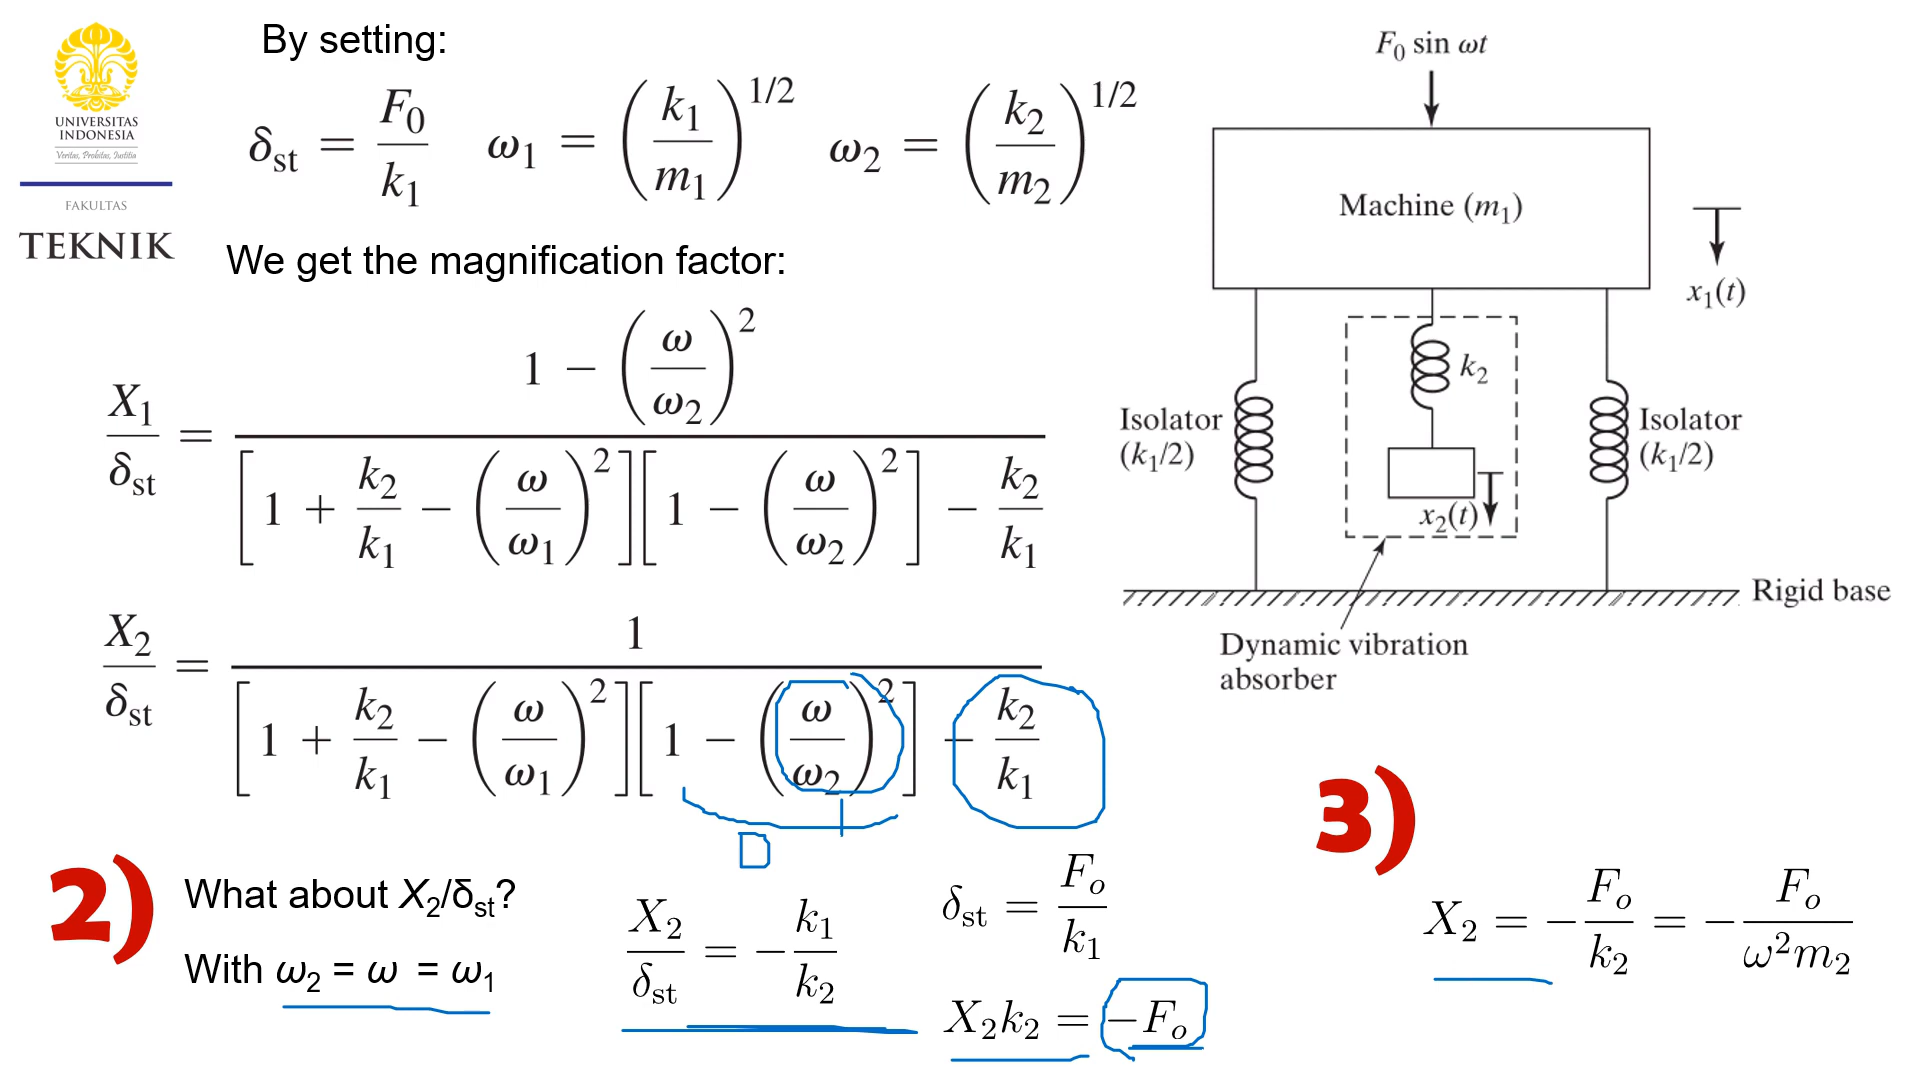 UNIVERSITAS
INDONESIA
Veritas, Probitas, Justitia
FAKULTAS
TEKNIK
By setting:
δst = F0/k1 ω1 = (k1/m1)^1/2 ω2 = (k2/m2)^1/2
We get the magnification factor:
X1/δst = (1 − (ω/ω2)^2) / ([1 + k2/k1 − (ω/ω1)^2][1 − (ω/ω2)^2] − k2/k1)
X2/δst = 1 / ([1 + k2/k1 − (ω/ω1)^2][1 − (ω/ω2)^2] − k2/k1)
2)
What about X2/δst?
With ω2 = ω = ω1
X2/δst = −k1/k2
δst = Fo/k1
X2k2 = −Fo
3)
X2 = −Fo/k2 = −Fo/ω²m2
F0 sin ωt
Machine (m1)
x1(t)
k2
Isolator
(k1/2)
x2(t)
Isolator
(k1/2)
Rigid base
Dynamic vibration
absorber